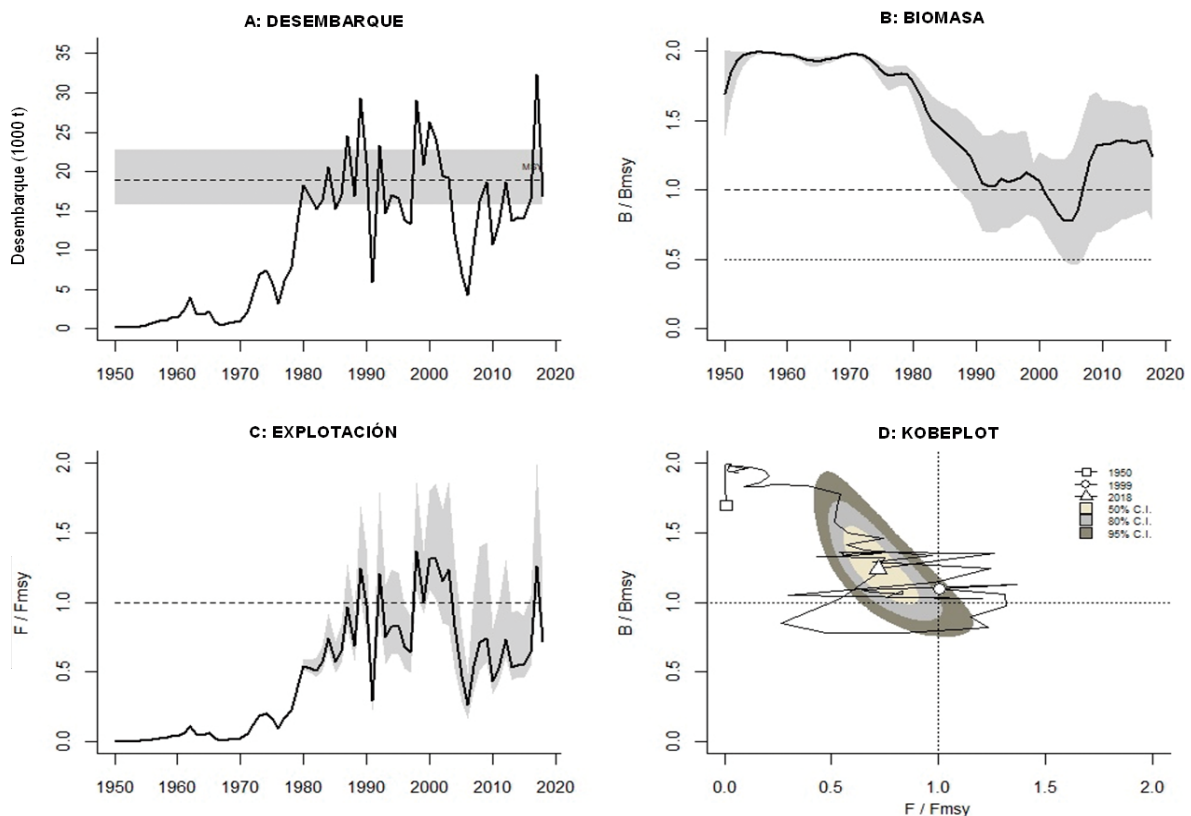 A: DESEMBARQUE
Desembarque (1000 t)
35
30
25
20
15
10
5
0
1950 1960 1970 1980 1990 2000 2010 2020
B: BIOMASA
B / Bmsy
2.0
1.5
1.0
0.5
0.0
1950 1960 1970 1980 1990 2000 2010 2020
C: EXPLOTACIÓN
F / Fmsy
2.0
1.5
1.0
0.5
0.0
1950 1960 1970 1980 1990 2000 2010 2020
D: KOBEPLOT
B / Bmsy
2.0
1.5
1.0
0.5
0.0
1950
1999
2018
50% C.I.
80% C.I.
95% C.I.
0.0 0.5 1.0 1.5 2.0
F / Fmsy